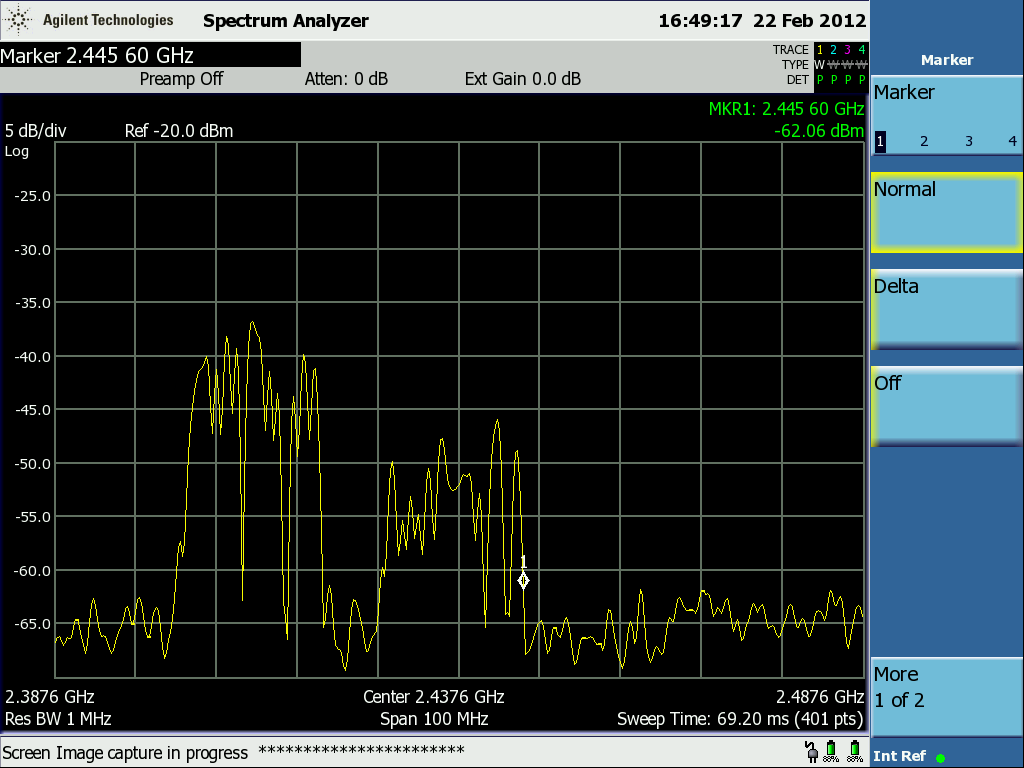 Agilent Technologies Spectrum Analyzer 16:49:17 22 Feb 2012
Marker 2.445 60 GHz
Preamp Off Atten: 0 dB Ext Gain 0.0 dB
TRACE 1 2 3 4
TYPE W W W W
DET P P P P
MKR1: 2.445 60 GHz
-62.06 dBm
5 dB/div Ref -20.0 dBm
Log
-25.0
-30.0
-35.0
-40.0
-45.0
-50.0
-55.0
-60.0
-65.0
1
2.3876 GHz Center 2.4376 GHz 2.4876 GHz
Res BW 1 MHz Span 100 MHz Sweep Time: 69.20 ms (401 pts)
Screen Image capture in progress ***********************
Marker
Marker
1 2 3 4
Normal
Delta
Off
More
1 of 2
Int Ref